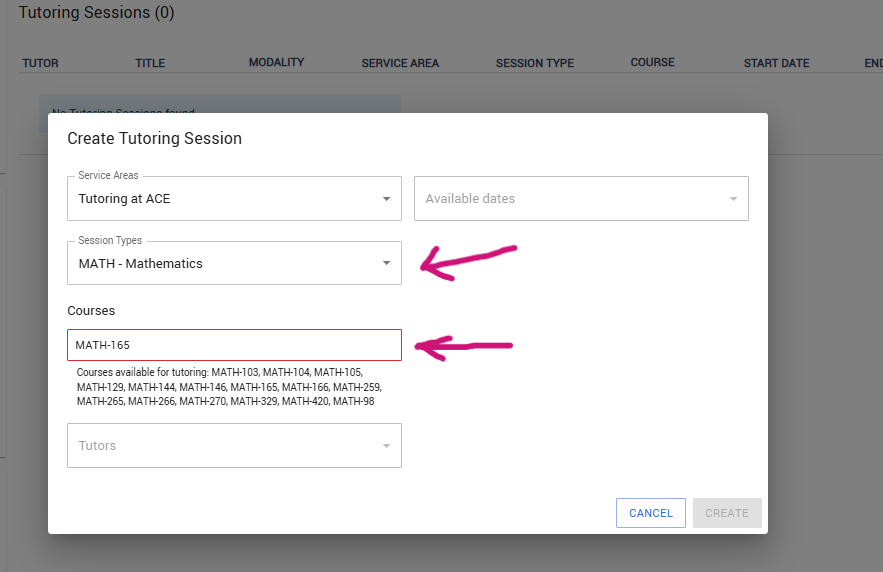 Tutoring Sessions (0)
TUTOR TITLE MODALITY SERVICE AREA SESSION TYPE COURSE START DATE END
No Tutoring Sessions found
Create Tutoring Session
Service Areas
Tutoring at ACE
Available dates
Session Types
MATH - Mathematics
Courses
MATH-165
Courses available for tutoring: MATH-103, MATH-104, MATH-105,
MATH-129, MATH-144, MATH-146, MATH-165, MATH-166, MATH-259,
MATH-265, MATH-266, MATH-270, MATH-329, MATH-420, MATH-98
Tutors
CANCEL CREATE